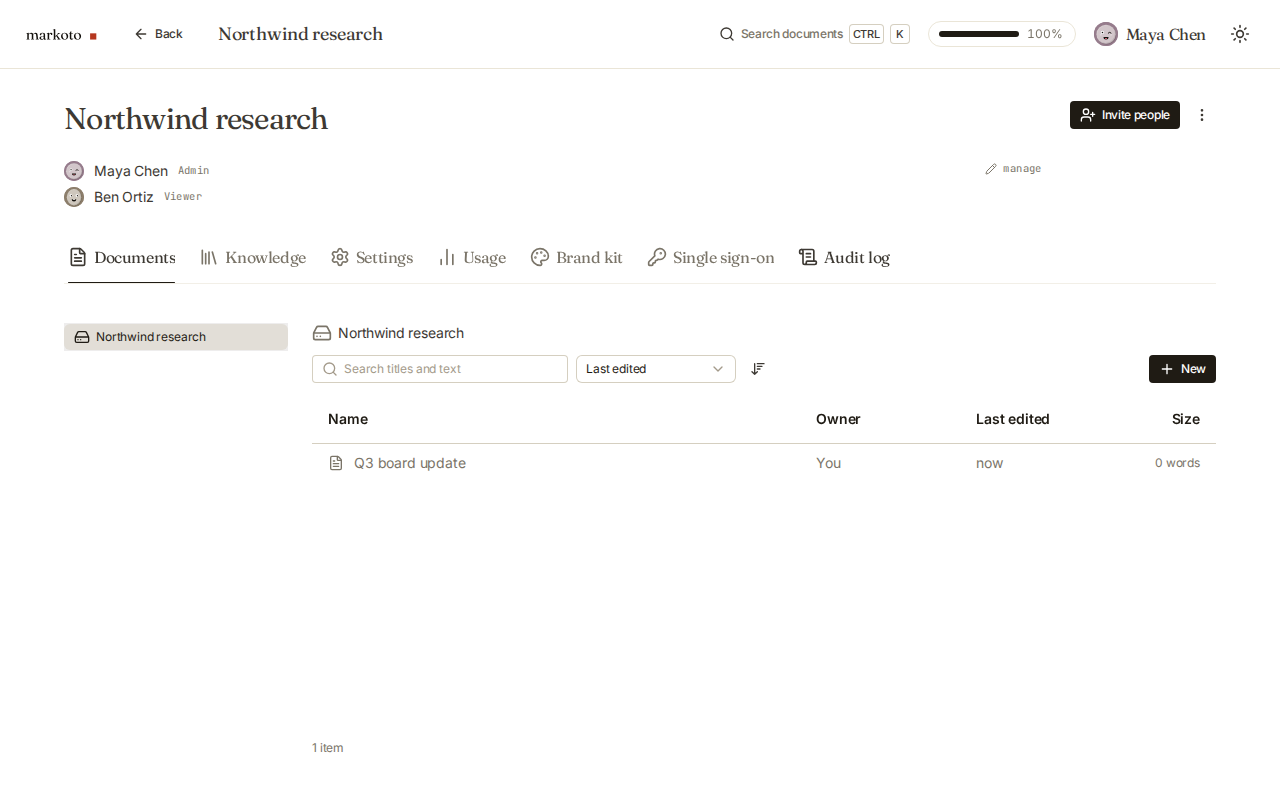 markoto
Back
Northwind research
Search documents CTRL K
100%
Maya Chen
Northwind research
Invite people
Maya Chen Admin
manage
Ben Ortiz Viewer
Documents Knowledge Settings Usage Brand kit Single sign-on Audit log
Northwind research
Northwind research
Search titles and text
Last edited
New
Name Owner Last edited Size
Q3 board update You now 0 words
1 item